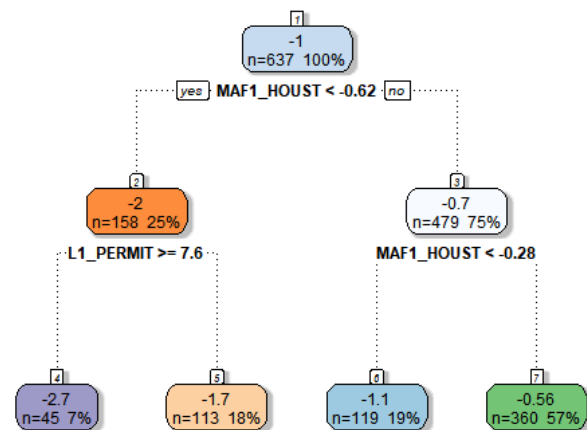 1
-1
n=637 100%
yes MAF1_HOUST < -0.62 no
2
-2
n=158 25%
3
-0.7
n=479 75%
L1_PERMIT >= 7.6
MAF1_HOUST < -0.28
4
-2.7
n=45 7%
5
-1.7
n=113 18%
6
-1.1
n=119 19%
7
-0.56
n=360 57%